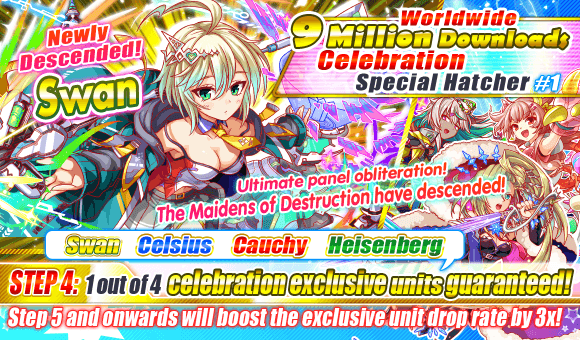 Newly
Descended!
Swan
Worldwide
9 Million Downloads
Celebration
Special Hatcher #1
Ultimate panel obliteration!
The Maidens of Destruction have descended!
Swan Celsius Cauchy Heisenberg
STEP 4: 1 out of 4 celebration exclusive units guaranteed!
Step 5 and onwards will boost the exclusive unit drop rate by 3x!